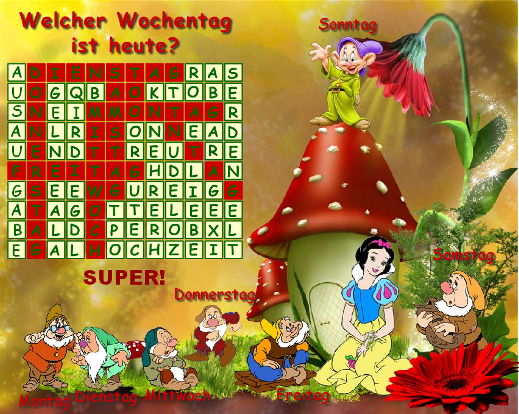 Welcher Wochentag
ist heute?
Sonntag
A D I E N S T A G R A S
U O G Q B A O K T O B E
S N E I M M O N T A G R
A N L R I S O N N E A D
U E N D T T R E U T R E
F R E I T A G H D L A N
G S E E W G U R E I G G
A T A G O T T E L E E E
B A L D C P E R O B X L
E G A L H O C H Z E I T
SUPER!
Samstag
Donnerstag
Montag Dienstag Mittwoch Freitag